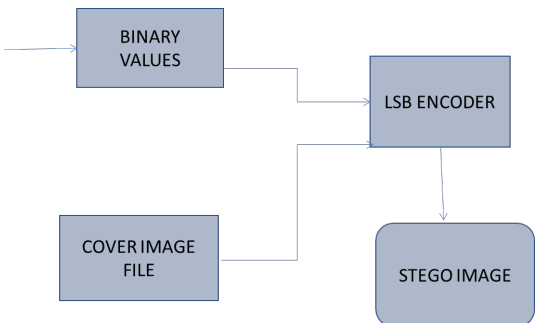 BINARY
VALUES
LSB ENCODER
COVER IMAGE
FILE
STEGO IMAGE